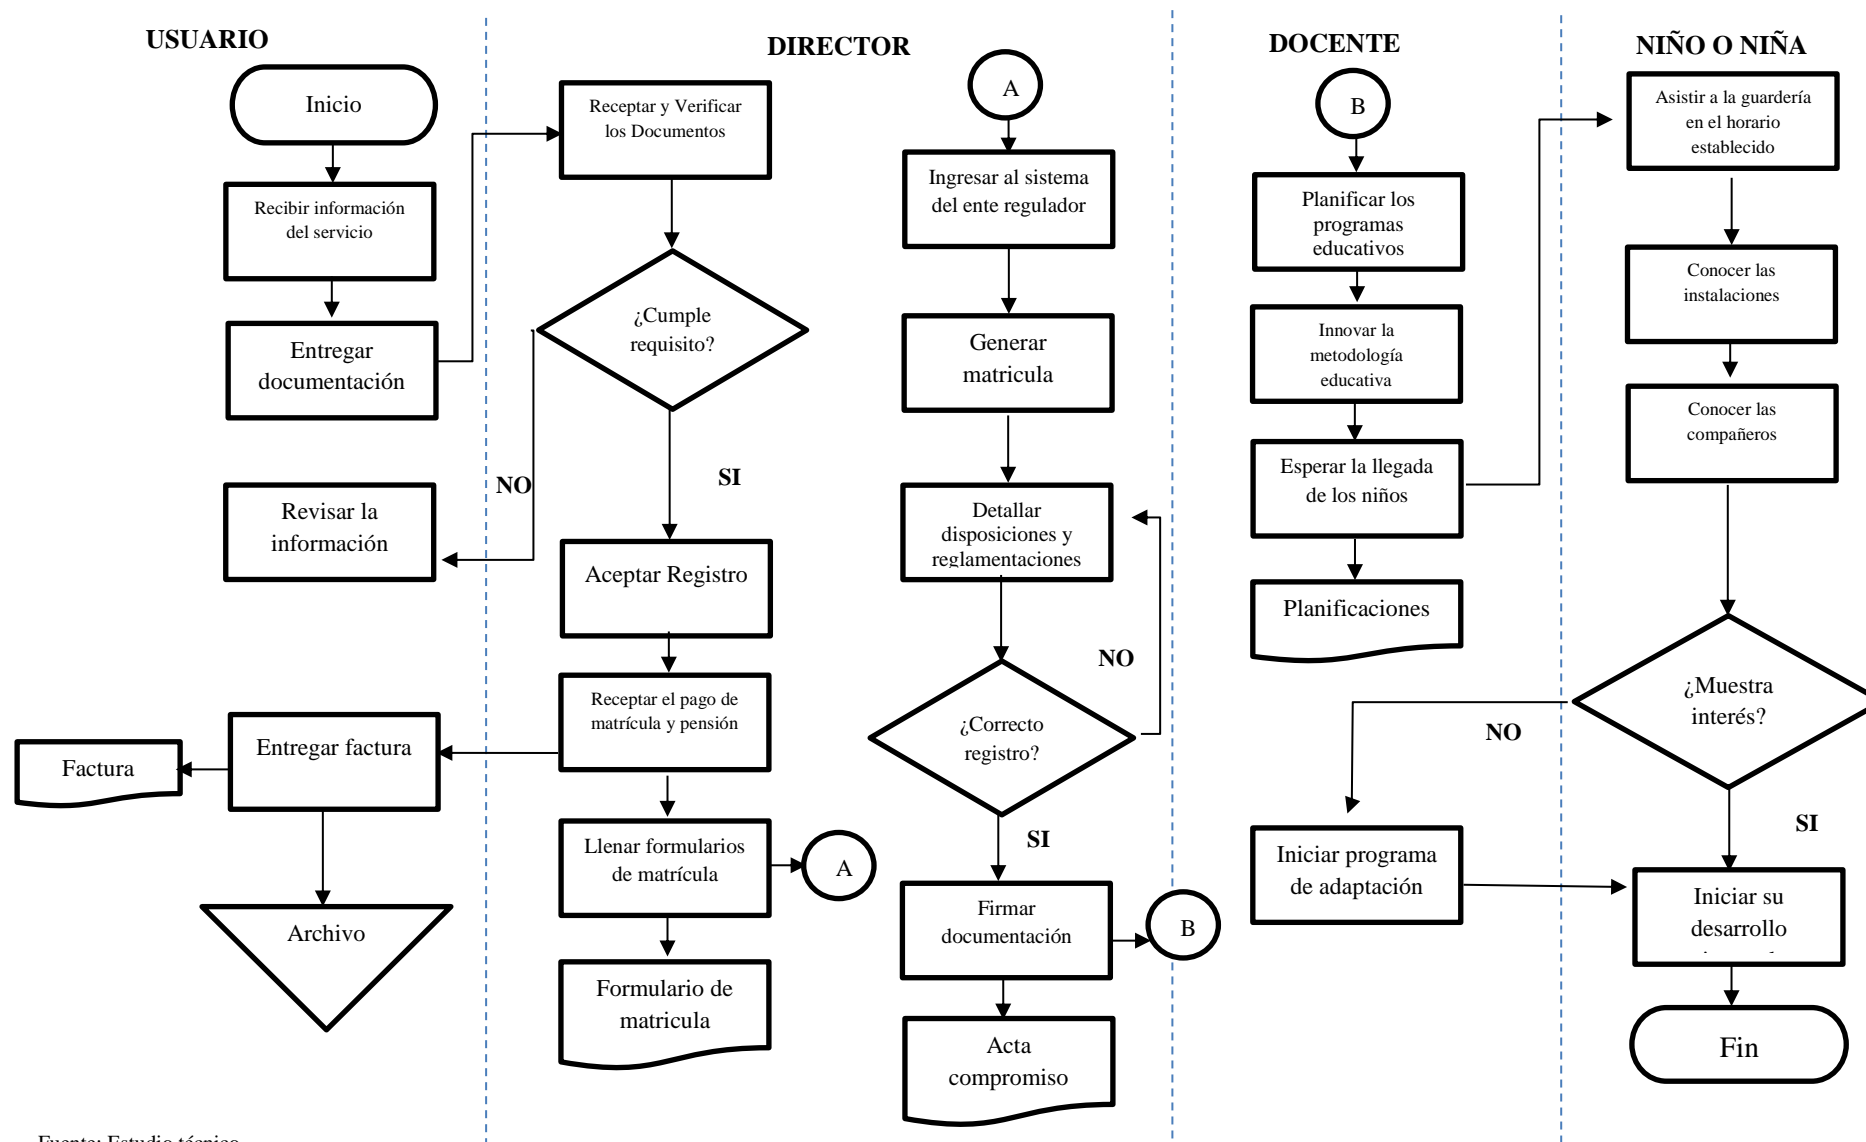 USUARIO
Inicio
Recibir información
del servicio
Entregar
documentación
Revisar la
información
Entregar factura
Factura
Archivo
DIRECTOR
Receptar y Verificar
los Documentos
¿Cumple
requisito?
NO
SI
Aceptar Registro
Receptar el pago de
matrícula y pensión
Llenar formularios
de matrícula
A
Formulario de
matricula
A
Ingresar al sistema
del ente regulador
Generar
matricula
Detallar
disposiciones y
reglamentaciones
NO
¿Correcto
registro?
SI
Firmar
documentación
B
Acta
compromiso
DOCENTE
B
Planificar los
programas
educativos
Innovar la
metodología
educativa
Esperar la llegada
de los niños
Planificaciones
NO
Iniciar programa
de adaptación
NIÑO O NIÑA
Asistir a la guardería
en el horario
establecido
Conocer las
instalaciones
Conocer las
compañeros
¿Muestra
interés?
SI
Iniciar su
desarrollo
Fin
Fuente: Estudio técnico